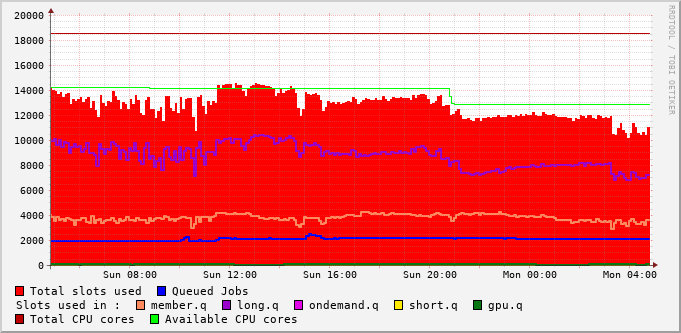 20000
18000
16000
14000
12000
10000
8000
6000
4000
2000
0
Sun 08:00 Sun 12:00 Sun 16:00 Sun 20:00 Mon 00:00 Mon 04:00
RRDTOOL / TOBI OETIKER
Total slots used Queued Jobs
Slots used in : member.q long.q ondemand.q short.q gpu.q
Total CPU cores Available CPU cores